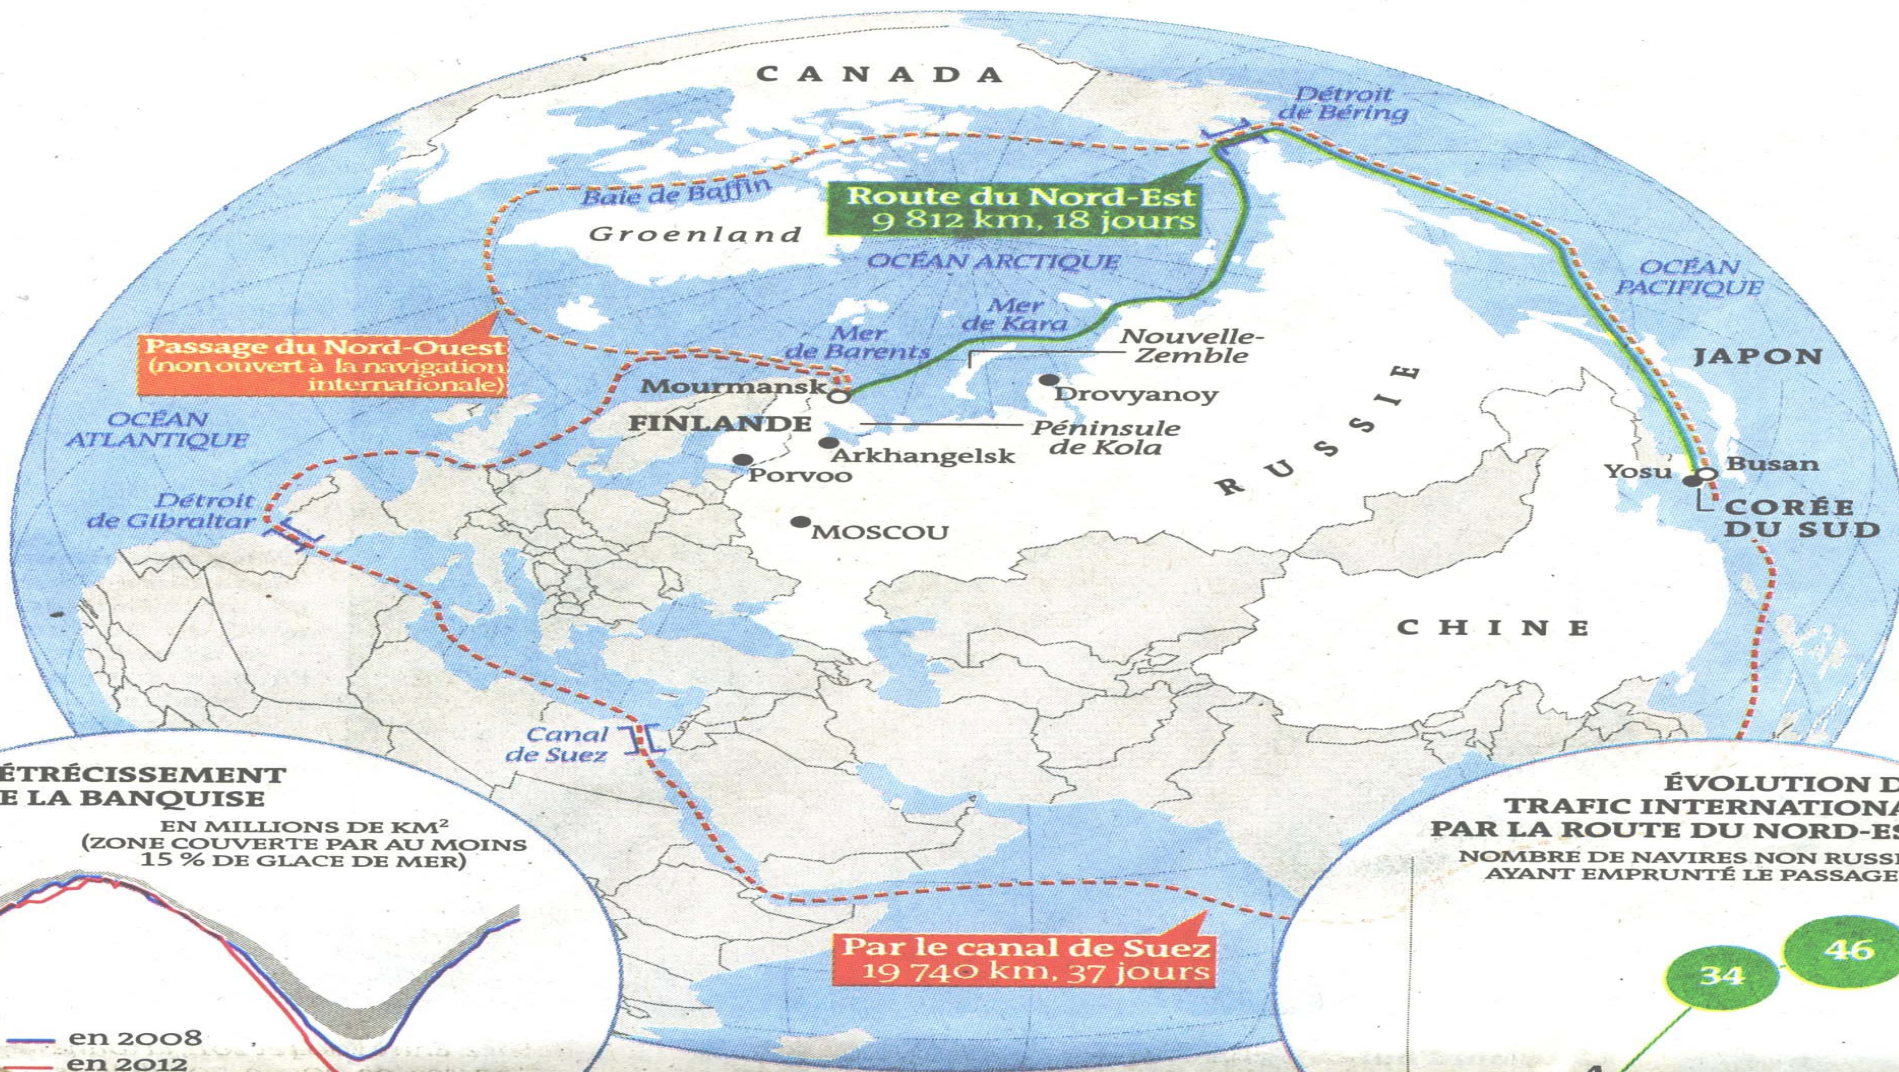 CANADA
Détroit
de Béring
Baie de Baffin
Route du Nord-Est
9 812 km, 18 jours
Groenland
OCÉAN ARCTIQUE
OCÉAN
PACIFIQUE
Mer
de Kara
Mer
de Barents
Nouvelle-
Zemble
Passage du Nord-Ouest
(non ouvert à la navigation
internationale)
JAPON
Mourmansk
Drovyanoy
RUSSIE
OCÉAN
ATLANTIQUE
FINLANDE
Péninsule
de Kola
Arkhangelsk
Porvoo
Yosu
Busan
Détroit
de Gibraltar
CORÉE
DU SUD
MOSCOU
CHINE
Canal
de Suez
ÉTRÉCISSEMENT
E LA BANQUISE
EN MILLIONS DE KM²
(ZONE COUVERTE PAR AU MOINS
15 % DE GLACE DE MER)
en 2008
en 2012
Par le canal de Suez
19 740 km, 37 jours
ÉVOLUTION D
TRAFIC INTERNATIONA
PAR LA ROUTE DU NORD-ES
NOMBRE DE NAVIRES NON RUSS
AYANT EMPRUNTÉ LE PASSAGE
46
34
4